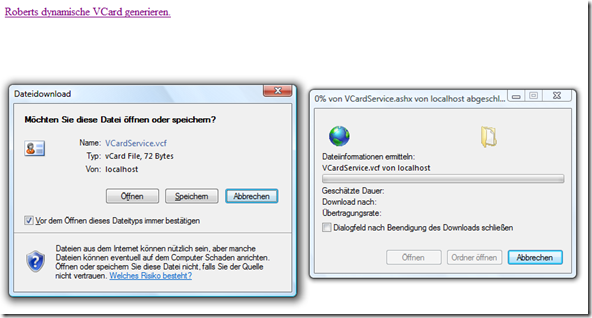 Roberts dynamische VCard generieren.
Dateidownload
Möchten Sie diese Datei öffnen oder speichern?
Name: VCardService.vcf
Typ: vCard File, 72 Bytes
Von: localhost
Öffnen Speichern Abbrechen
Vor dem Öffnen dieses Dateityps immer bestätigen
Dateien aus dem Internet können nützlich sein, aber manche
Dateien können eventuell auf dem Computer Schaden anrichten.
Öffnen oder speichern Sie diese Datei nicht, falls Sie der Quelle
nicht vertrauen. Welches Risiko besteht?
0% von VCardService.ashx von localhost abgeschl...
Dateiinformationen ermitteln:
VCardService.vcf von localhost
Geschätzte Dauer:
Download nach:
Übertragungsrate:
Dialogfeld nach Beendigung des Downloads schließen
Öffnen Ordner öffnen Abbrechen